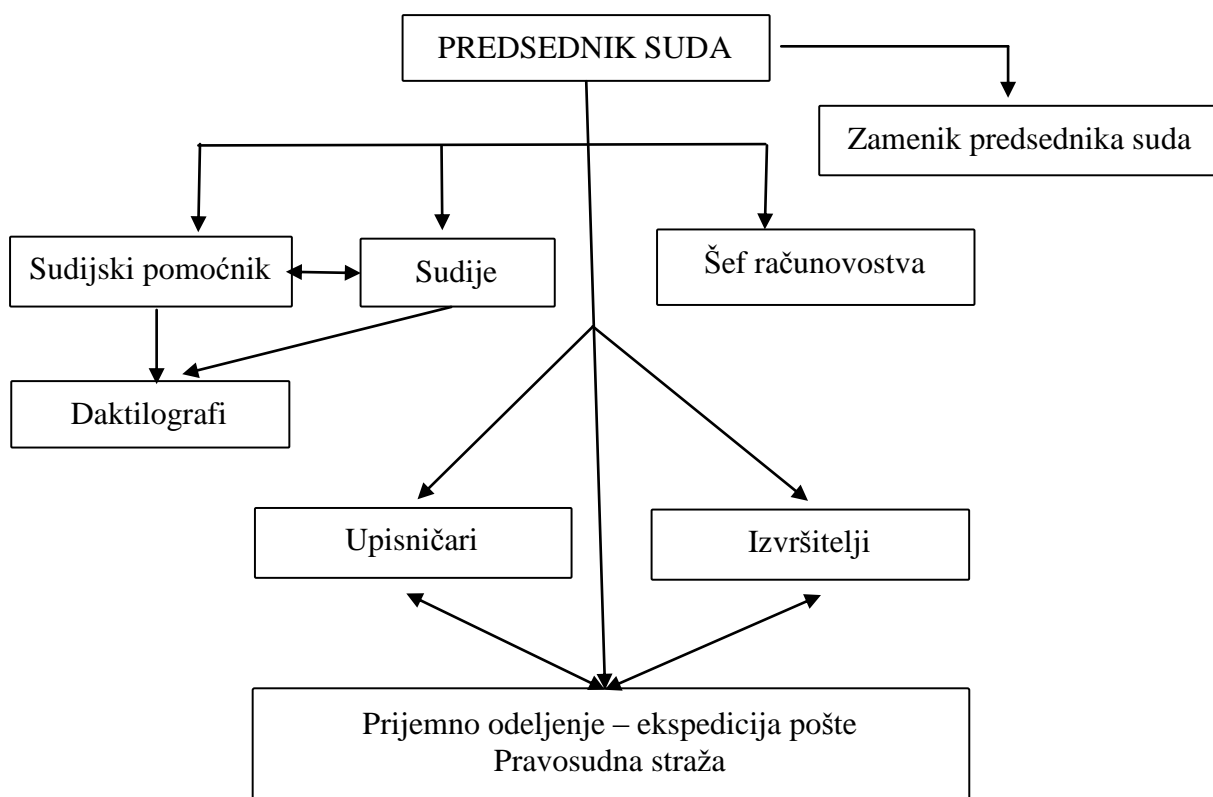 PREDSEDNIK SUDA
Zamenik predsednika suda
Sudijski pomoćnik
Sudije
Šef računovostva
Daktilografi
Upisničari
Izvršitelji
Prijemno odeljenje – ekspedicija pošte
Pravosudna straža